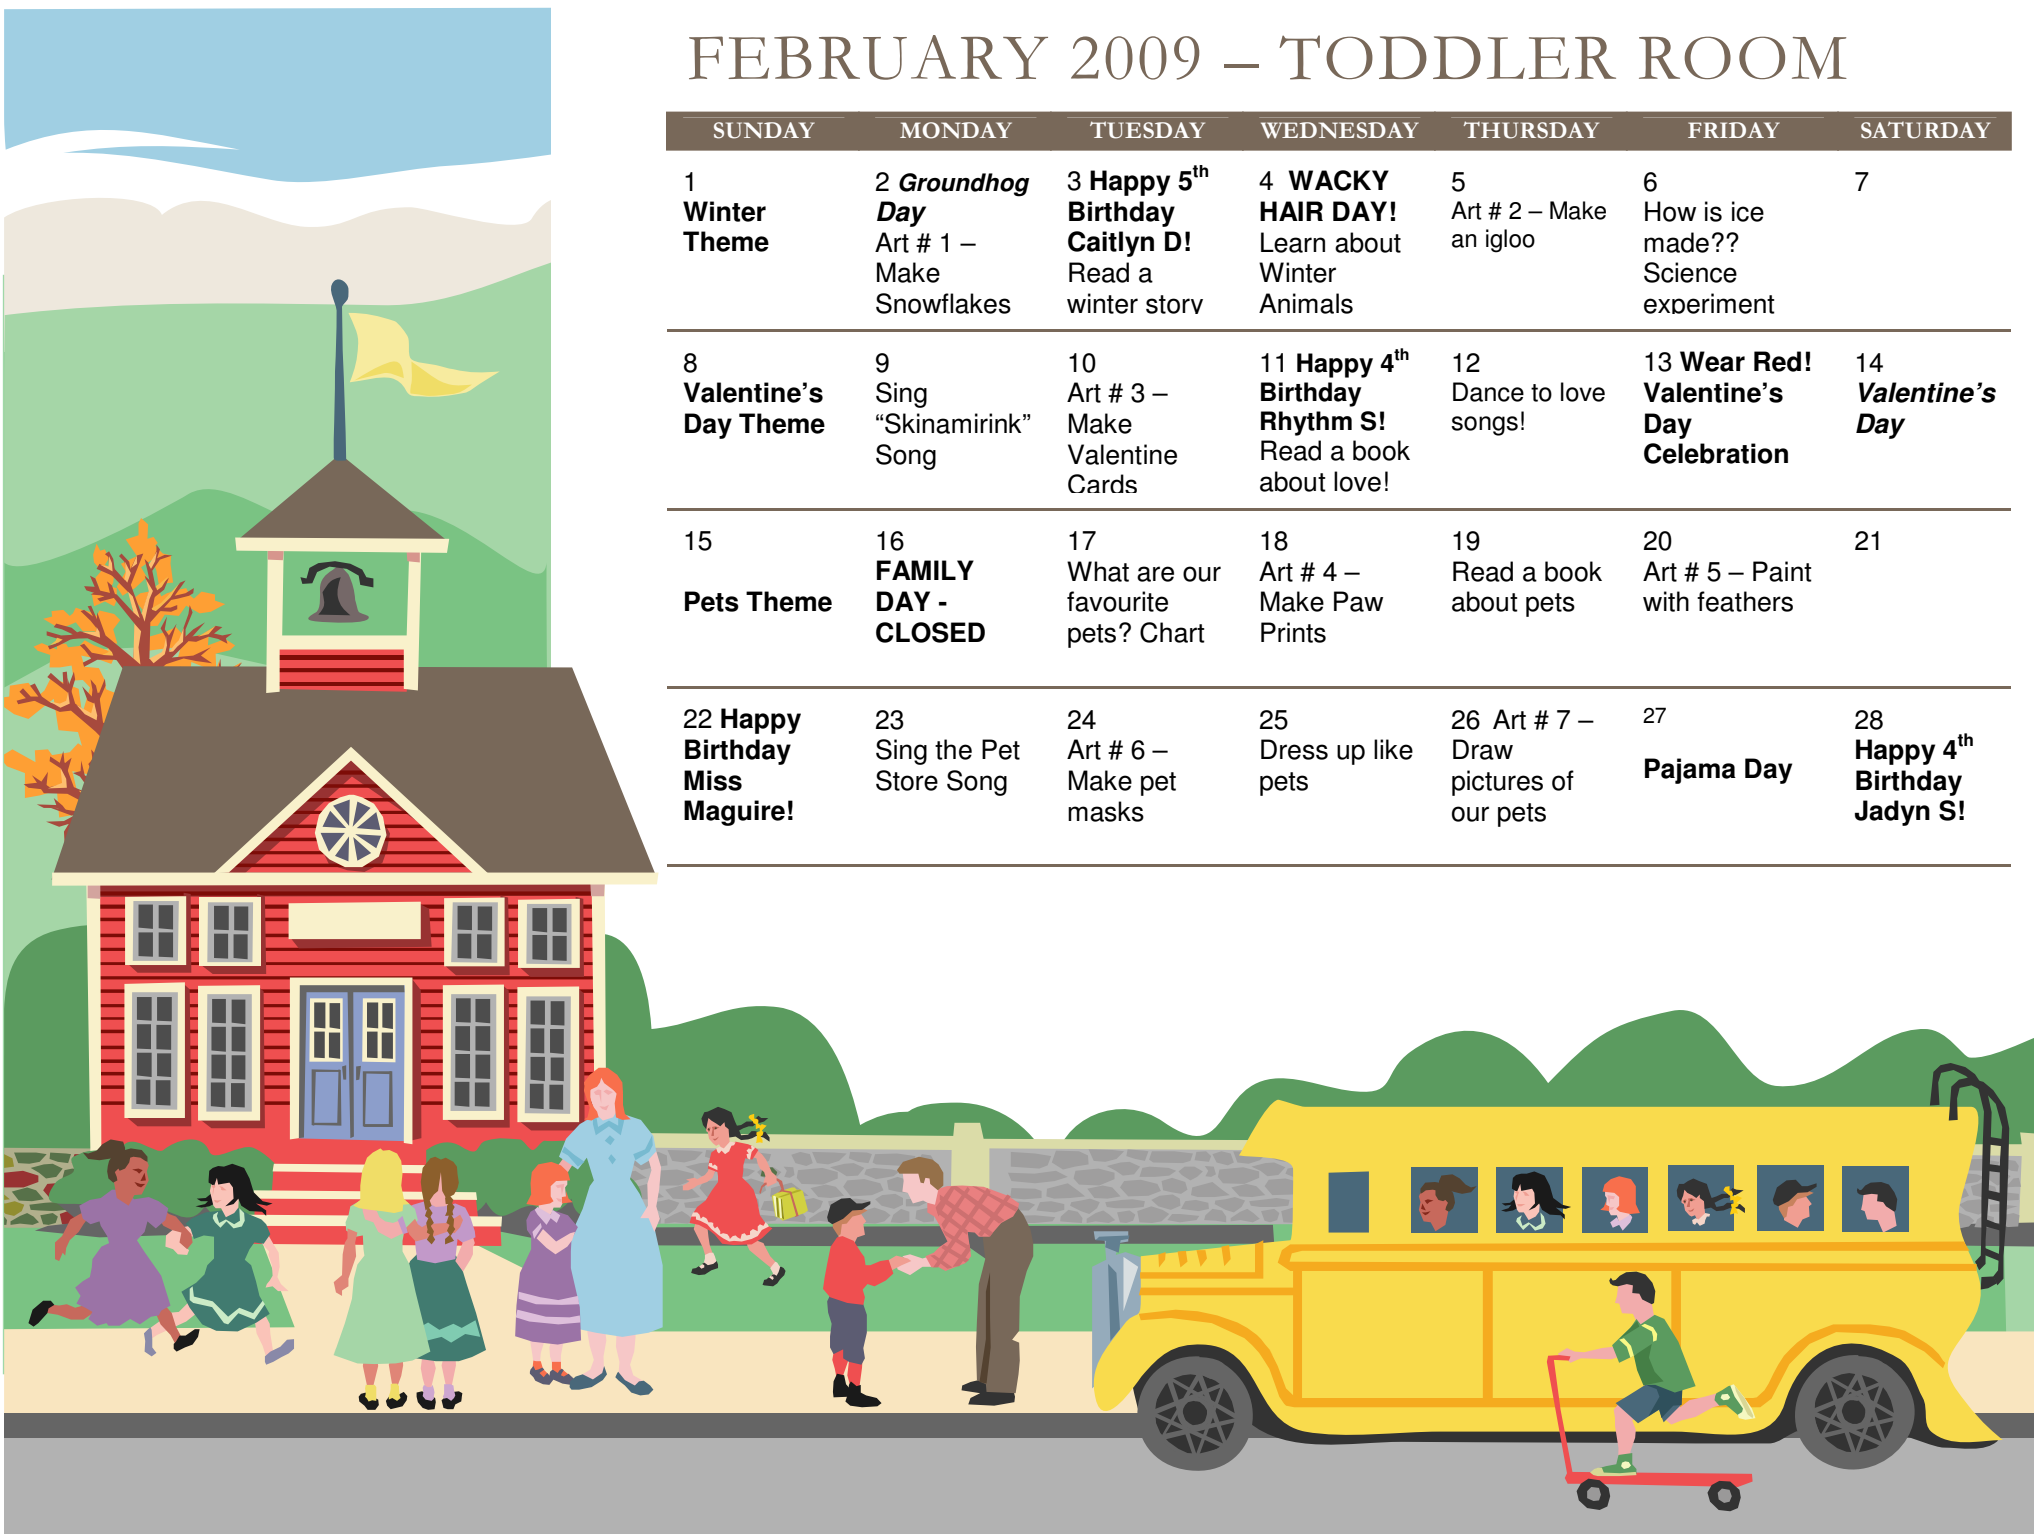 FEBRUARY 2009 – TODDLER ROOM
SUNDAY MONDAY TUESDAY WEDNESDAY THURSDAY FRIDAY SATURDAY
1
Winter
Theme
2 Groundhog
Day
Art # 1 –
Make
Snowflakes
3 Happy 5th
Birthday
Caitlyn D!
Read a
winter story
4 WACKY
HAIR DAY!
Learn about
Winter
Animals
5
Art # 2 – Make
an igloo
6
How is ice
made??
Science
experiment
7
8
Valentine’s
Day Theme
9
Sing
“Skinamirink”
Song
10
Art # 3 –
Make
Valentine
Cards
11 Happy 4th
Birthday
Rhythm S!
Read a book
about love!
12
Dance to love
songs!
13 Wear Red!
Valentine’s
Day
Celebration
14
Valentine’s
Day
15
Pets Theme
16
FAMILY
DAY -
CLOSED
17
What are our
favourite
pets? Chart
18
Art # 4 –
Make Paw
Prints
19
Read a book
about pets
20
Art # 5 – Paint
with feathers
21
22 Happy
Birthday
Miss
Maguire!
23
Sing the Pet
Store Song
24
Art # 6 –
Make pet
masks
25
Dress up like
pets
26 Art # 7 –
Draw
pictures of
our pets
27
Pajama Day
28
Happy 4th
Birthday
Jadyn S!